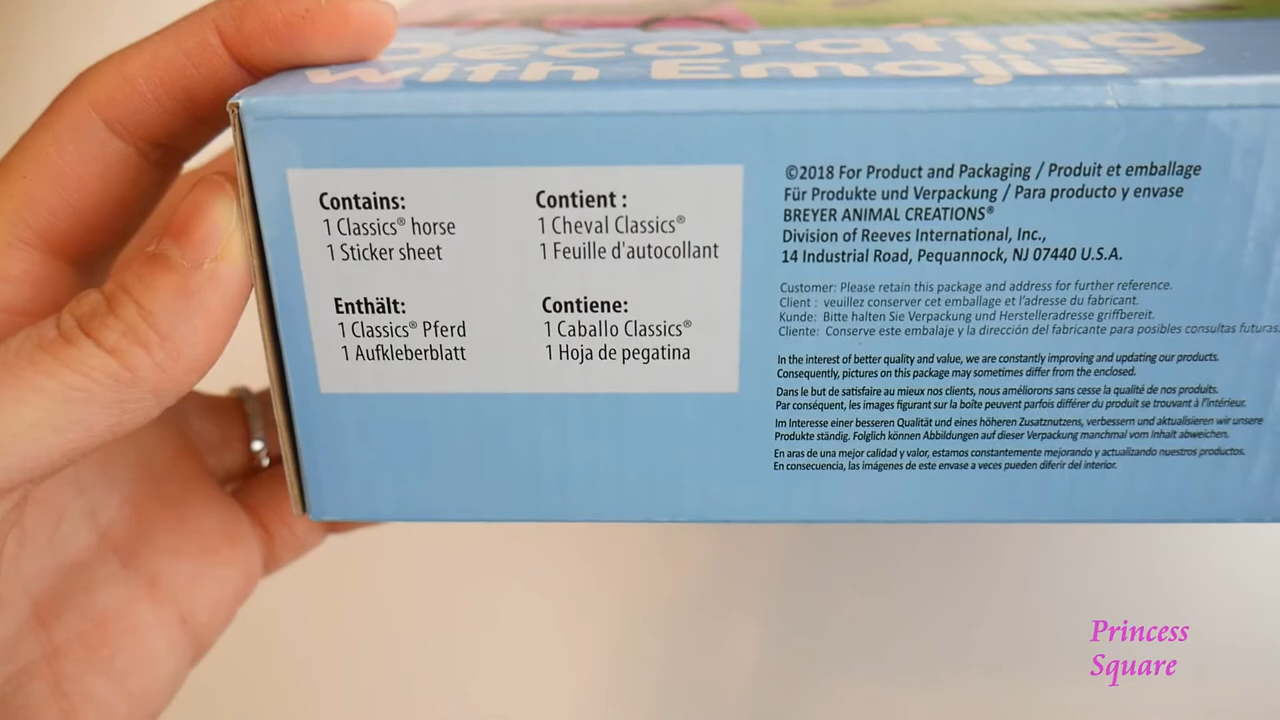 Decorating
with Emojis
Contains:
1 Classics® horse
1 Sticker sheet
Contient :
1 Cheval Classics®
1 Feuille d'autocollant
Enthält:
1 Classics® Pferd
1 Aufkleberblatt
Contiene:
1 Caballo Classics®
1 Hoja de pegatina
©2018 For Product and Packaging / Produit et emballage
Für Produkte und Verpackung / Para producto y envase
BREYER ANIMAL CREATIONS®
Division of Reeves International, Inc.,
14 Industrial Road, Pequannock, NJ 07440 U.S.A.
Customer: Please retain this package and address for further reference.
Client : veuillez conserver cet emballage et l'adresse du fabricant.
Kunde: Bitte halten Sie Verpackung und Herstelleradresse griffbereit.
Cliente: Conserve este embalaje y la dirección del fabricante para posibles consultas futuras.
In the interest of better quality and value, we are constantly improving and updating our products.
Consequently, pictures on this package may sometimes differ from the enclosed.
Dans le but de satisfaire au mieux nos clients, nous améliorons sans cesse la qualité de nos produits.
Par conséquent, les images figurant sur la boîte peuvent parfois différer du produit se trouvant à l'intérieur.
Im Interesse einer besseren Qualität und eines höheren Zusatznutzens, verbessern und aktualisieren wir unsere
Produkte ständig. Folglich können Abbildungen auf dieser Verpackung manchmal vom Inhalt abweichen.
En aras de una mejor calidad y valor, estamos constantemente mejorando y actualizando nuestros productos.
En consecuencia, las imágenes de este envase a veces pueden diferir del interior.
Princess
Square